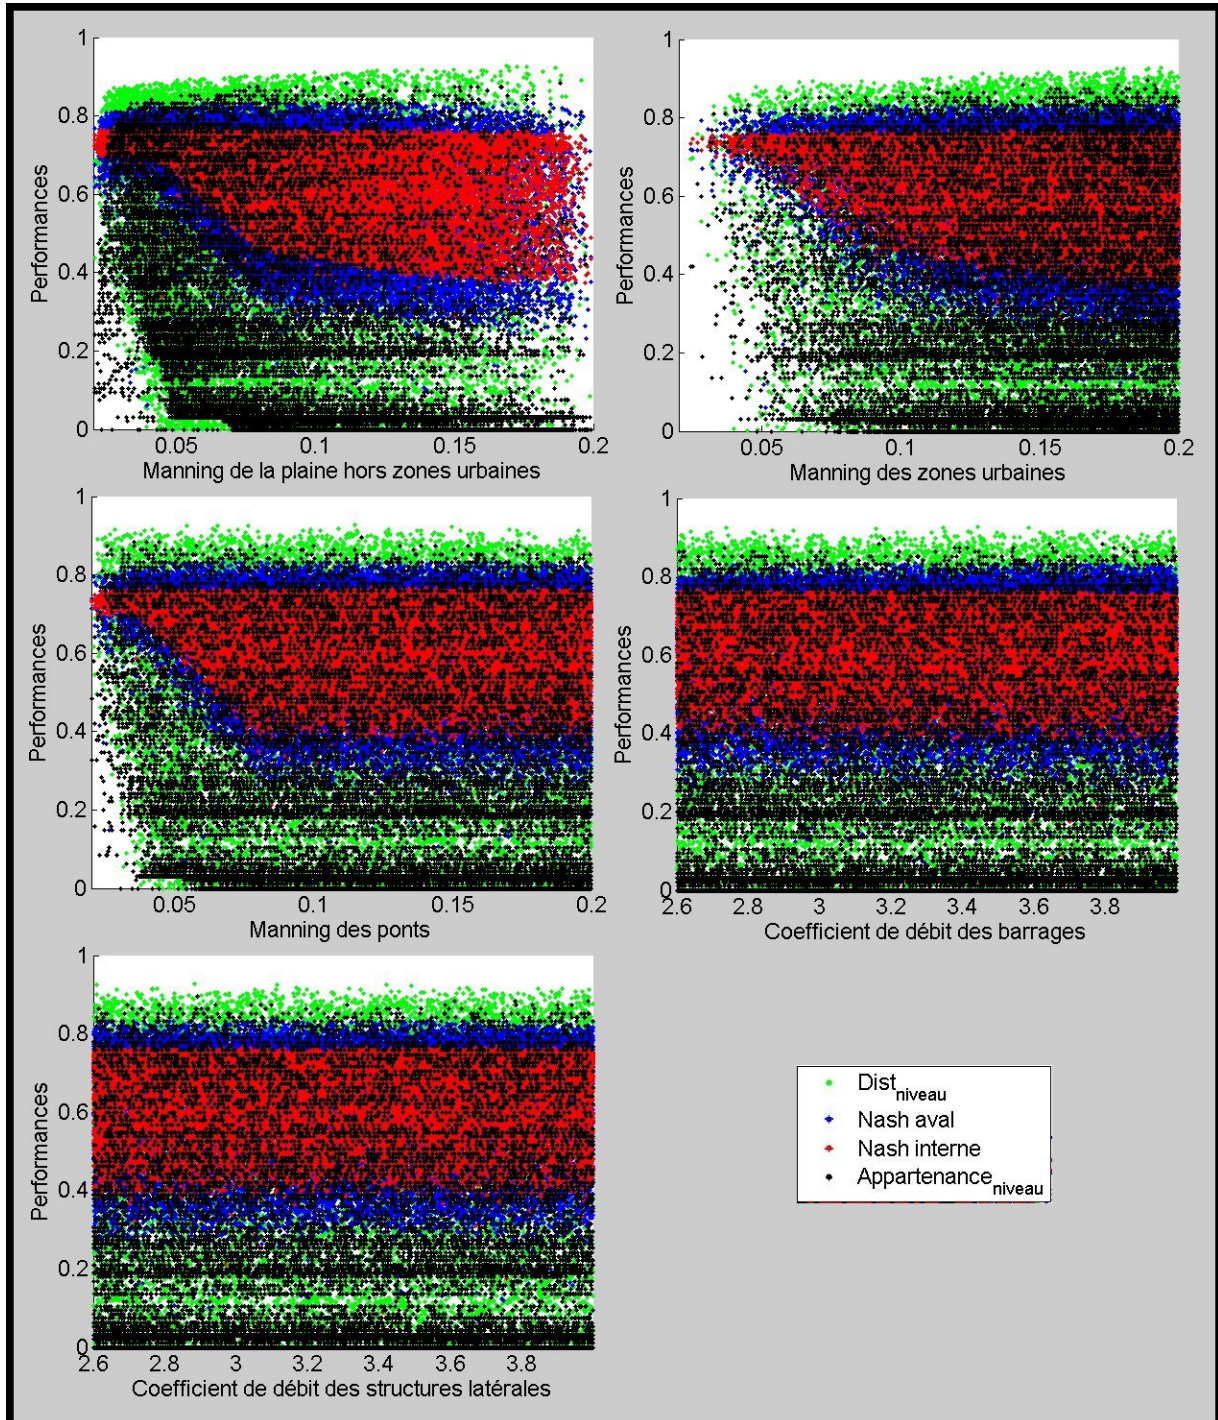 1
0.8
0.6
0.4
0.2
0
Performances
0.05 0.1 0.15 0.2
Manning de la plaine hors zones urbaines
1
0.8
0.6
0.4
0.2
0
Performances
0.05 0.1 0.15 0.2
Manning des zones urbaines
1
0.8
0.6
0.4
0.2
0
Performances
0.05 0.1 0.15 0.2
Manning des ponts
1
0.8
0.6
0.4
0.2
0
Performances
2.6 2.8 3 3.2 3.4 3.6 3.8
Coefficient de débit des barrages
1
0.8
0.6
0.4
0.2
0
Performances
2.6 2.8 3 3.2 3.4 3.6 3.8
Coefficient de débit des structures latérales
Dist niveau
Nash aval
Nash interne
Appartenance niveau